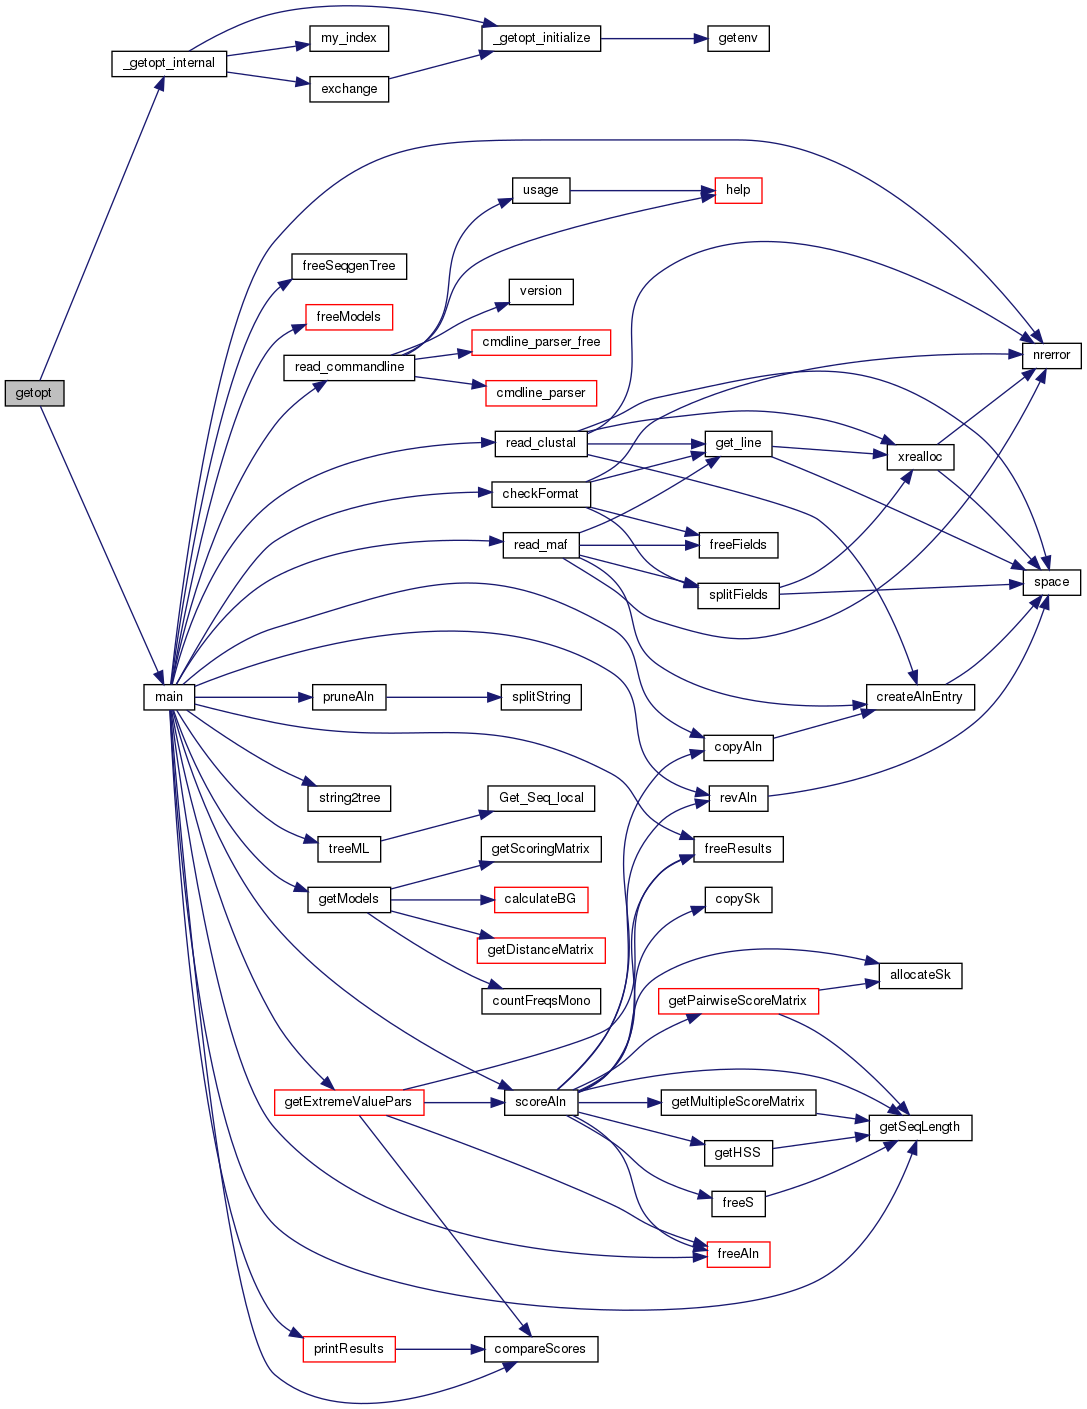 _getopt_initialize
getenv
my_index
_getopt_internal
exchange
usage
help
freeSeqgenTree
version
freeModels
cmdline_parser_free
nrerror
read_commandline
getopt
cmdline_parser
read_clustal
get_line
xrealloc
checkFormat
read_maf
freeFields
space
splitFields
main
pruneAln
splitString
createAlnEntry
copyAln
string2tree
Get_Seq_local
revAln
treeML
getScoringMatrix
freeResults
getModels
calculateBG
copySk
getDistanceMatrix
allocateSk
countFreqsMono
getPairwiseScoreMatrix
getExtremeValuePars
scoreAln
getMultipleScoreMatrix
getSeqLength
getHSS
freeS
freeAln
printResults
compareScores